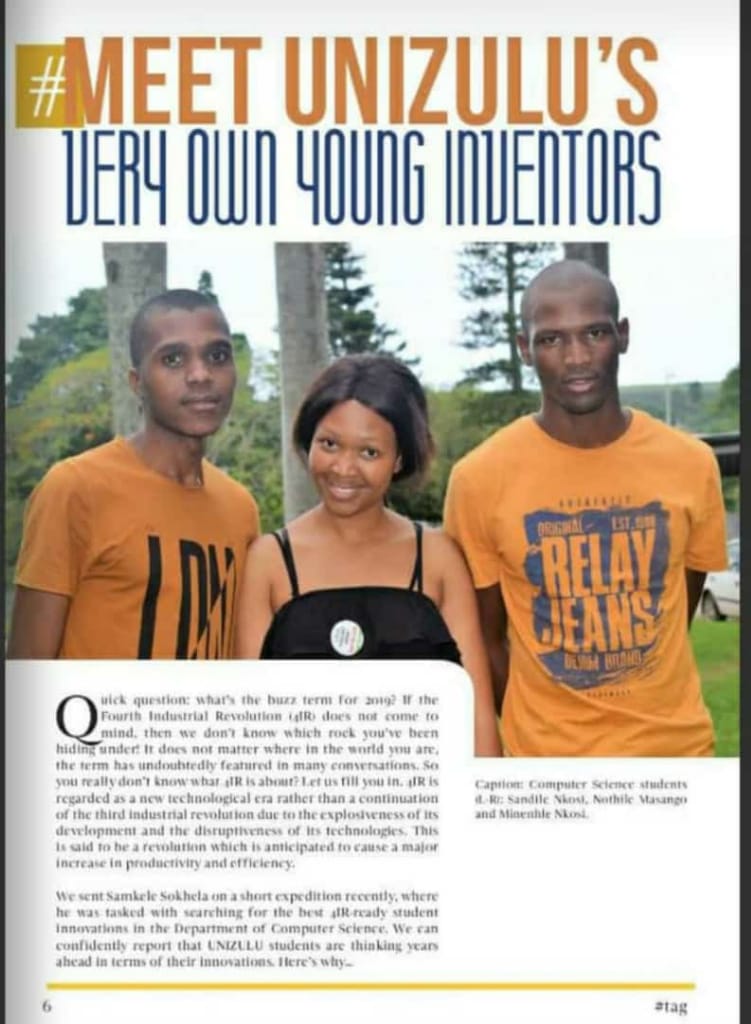 #MEET UNIZULU'S
VERY OWN YOUNG INVENTORS
AUTHENTIC
ORIGINAL EST.
RELAY
JEANS
DENIM BRAND
Quick question: what's the buzz term for 2019? If the
Fourth Industrial Revolution (4IR) does not come to
mind, then we don't know which rock you've been
hiding under! It does not matter where in the world you are,
the term has undoubtedly featured in many conversations. So
you really don't know what 4IR is about? Let us fill you in. 4IR is
regarded as a new technological era rather than a continuation
of the third industrial revolution due to the explosiveness of its
development and the disruptiveness of its technologies. This
is said to be a revolution which is anticipated to cause a major
increase in productivity and efficiency.
We sent Samkele Sokhela on a short expedition recently, where
he was tasked with searching for the best 4IR-ready student
innovations in the Department of Computer Science. We can
confidently report that UNIZULU students are thinking years
ahead in terms of their innovations. Here's why...
Caption: Computer Science students
(L-R): Sandile Nkosi, Nothile Masango
and Minenhle Nkosi.
6
#tag